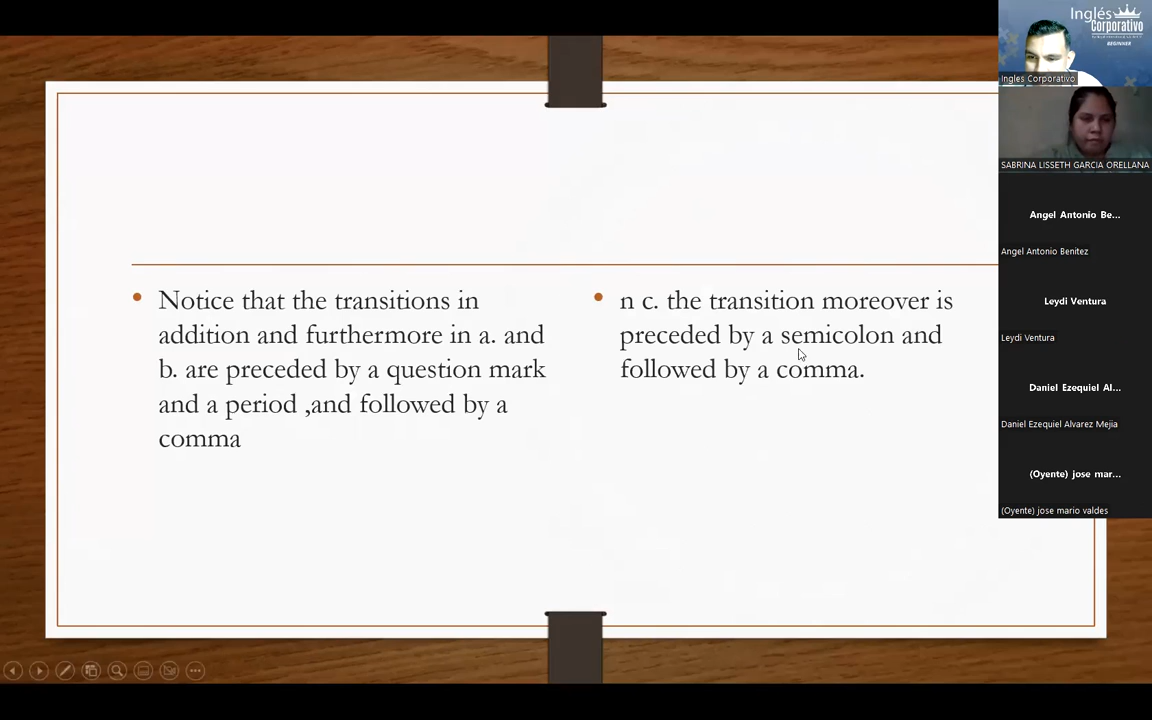 Notice that the transitions in
addition and furthermore in a. and
b. are preceded by a question mark
and a period ,and followed by a
comma
n c. the transition moreover is
preceded by a semicolon and
followed by a comma.
Inglés
Corporativo
BEGINNER
Ingles Corporativo
SABRINA LISSETH GARCIA ORELLANA
Angel Antonio Be...
Angel Antonio Benitez
Leydi Ventura
Leydi Ventura
Daniel Ezequiel Al...
Daniel Ezequiel Alvarez Mejia
(Oyente) jose mar...
(Oyente) jose mario valdes